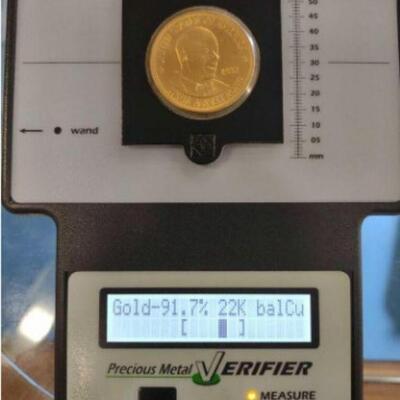 50
45
40
35
30
25
20
15
10
05
mm
wand
Gold-91.7% 22K balCu
[ ]
Precious Metal VERIFIER
MEASURE